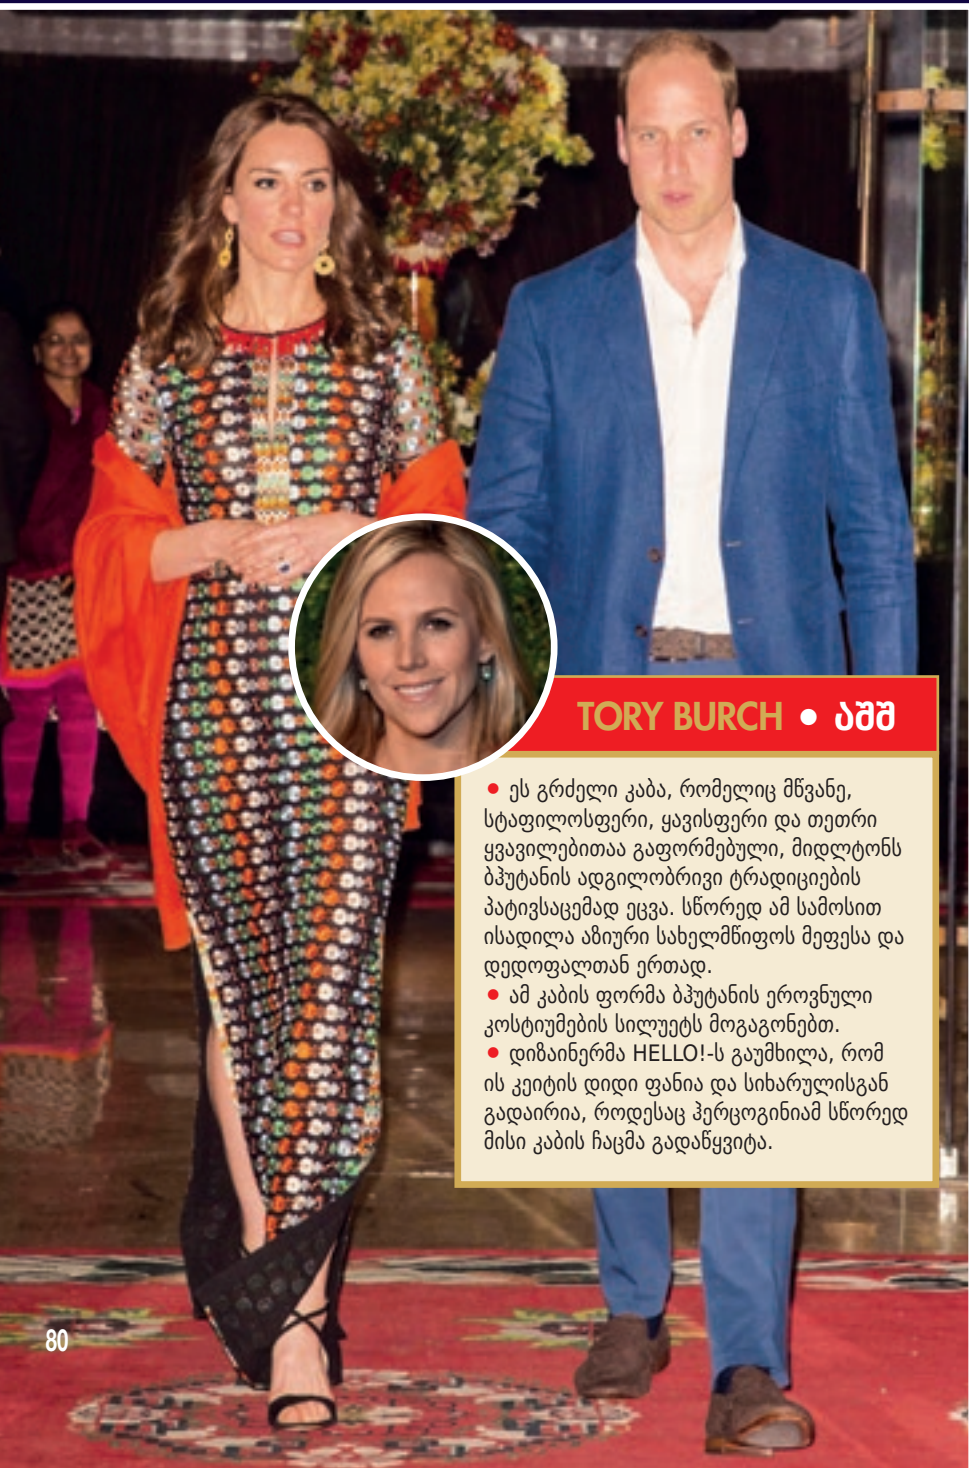 TORY BURCH • აშშ
• ეს გრძელი კაბა, რომელიც მწვანე,
სტაფილოსფერი, ყავისფერი და თეთრი
ყვავილებითაა გაფორმებული, მიდლტონს
ბჰუტანის ადგილობრივი ტრადიციების
პატივსაცემად ეცვა. სწორედ ამ სამოსით
ისადილა აზიური სახელმწიფოს მეფესა და
დედოფალთან ერთად.
• ამ კაბის ფორმა ბჰუტანის ეროვნული
კოსტიუმების სილუეტს მოგაგონებთ.
• დიზაინერმა HELLO!-ს გაუმხილა, რომ
ის კეიტის დიდი ფანია და სიხარულისგან
გადაირია, როდესაც ჰერცოგინიამ სწორედ
მისი კაბის ჩაცმა გადაწყვიტა.
80